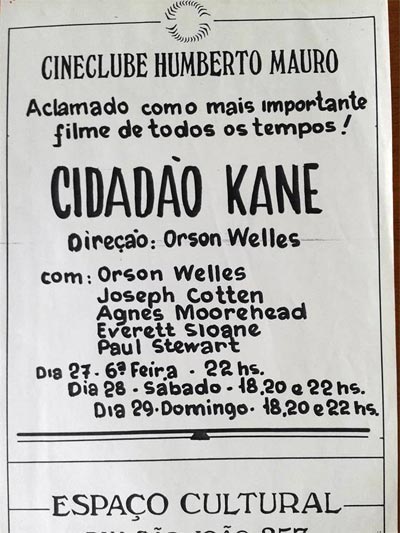 CINECLUBE HUMBERTO MAURO
Aclamado como mais importante
filme de todos os tempos!
CIDADÃO KANE
Direção: Orson Welles
com: Orson Welles
Joseph Cotten
Agnes Moorehead
Everett Sloane
Paul Stewart
Dia 27 - 6ª Feira - 22 hs.
Dia 28 - Sábado - 18, 20 e 22 hs.
Dia 29 - Domingo - 18, 20 e 22 hs.
ESPAÇO CULTURAL